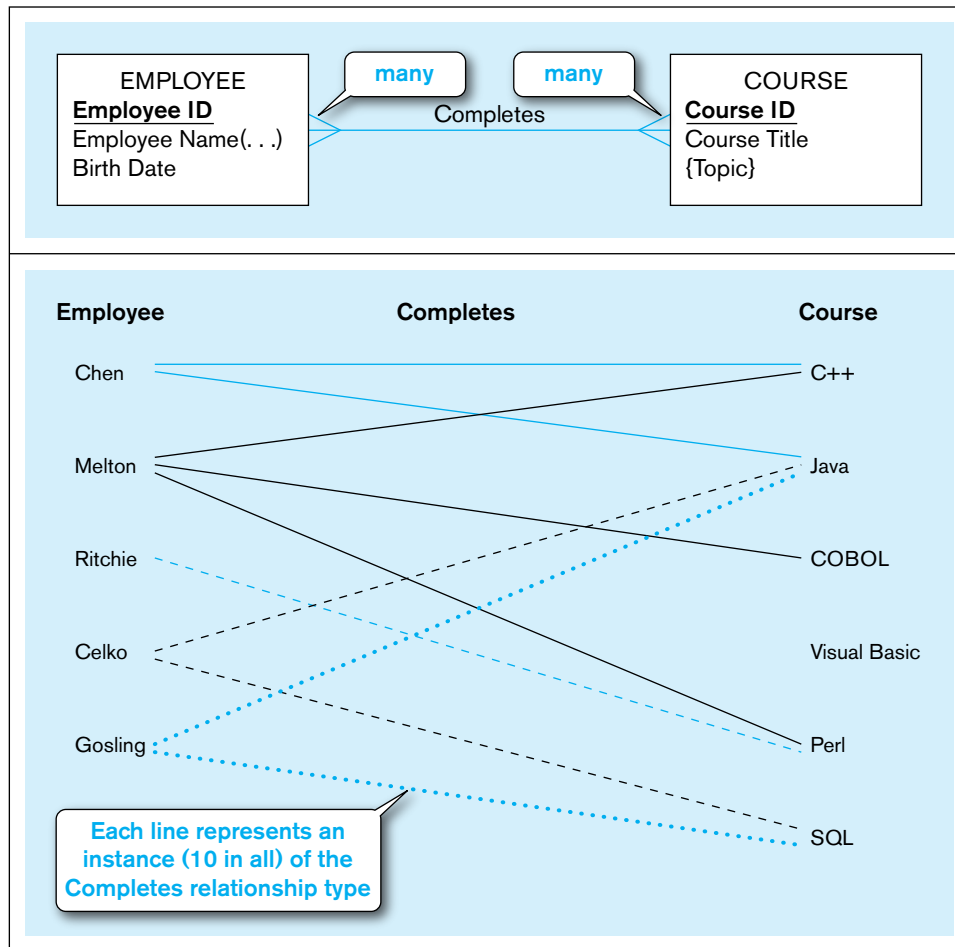 EMPLOYEE
Employee ID
Employee Name(. . .)
Birth Date
many
Completes
many
COURSE
Course ID
Course Title
{Topic}
Employee
Completes
Course
Chen
C++
Melton
Java
Ritchie
COBOL
Celko
Visual Basic
Gosling
Perl
SQL
Each line represents an
instance (10 in all) of the
Completes relationship type